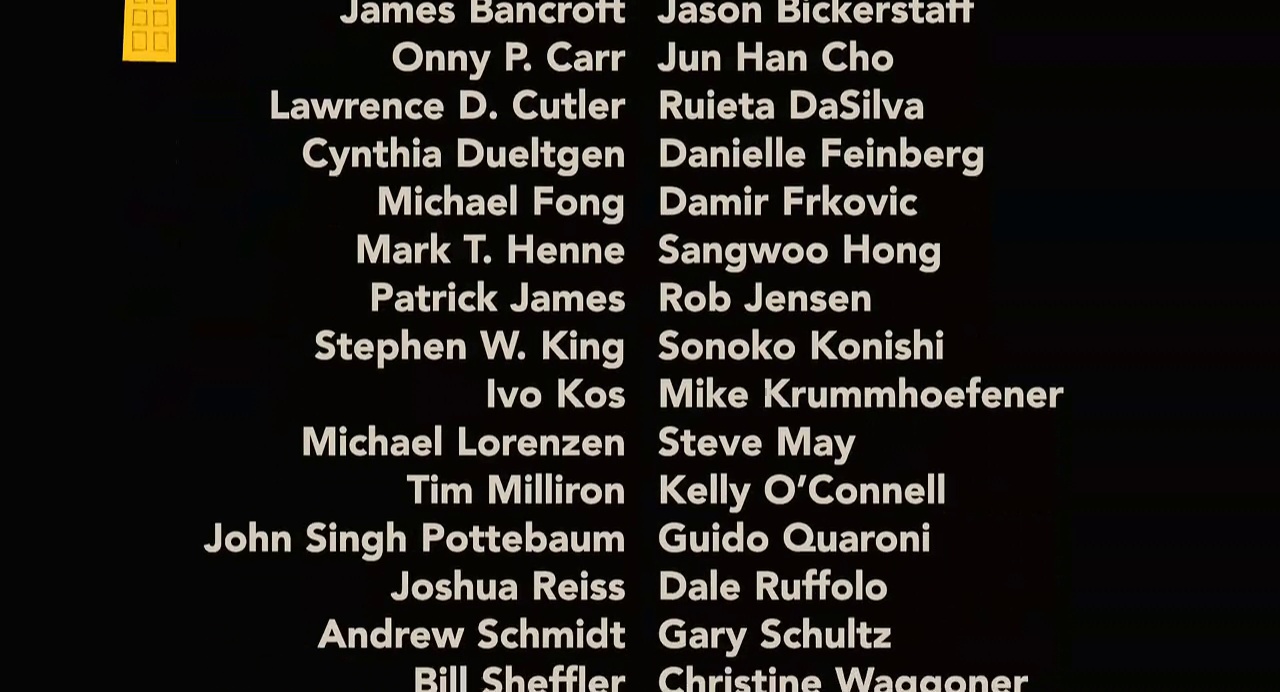 James Bancroft Jason Bickerstaff
Onny P. Carr Jun Han Cho
Lawrence D. Cutler Ruieta DaSilva
Cynthia Dueltgen Danielle Feinberg
Michael Fong Damir Frkovic
Mark T. Henne Sangwoo Hong
Patrick James Rob Jensen
Stephen W. King Sonoko Konishi
Ivo Kos Mike Krummhoefener
Michael Lorenzen Steve May
Tim Milliron Kelly O’Connell
John Singh Pottebaum Guido Quaroni
Joshua Reiss Dale Ruffolo
Andrew Schmidt Gary Schultz
Bill Sheffler Christine Waggoner